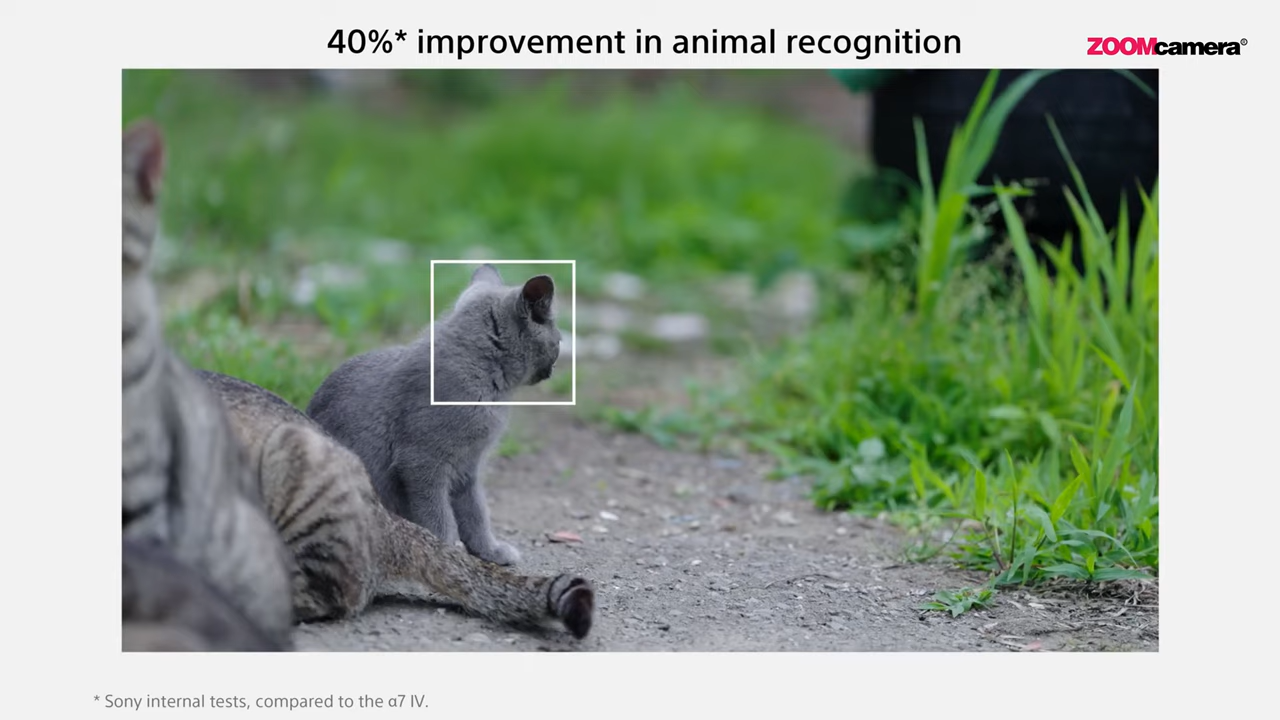 40%* improvement in animal recognition
ZOOMcamera®
* Sony internal tests, compared to the α7 IV.